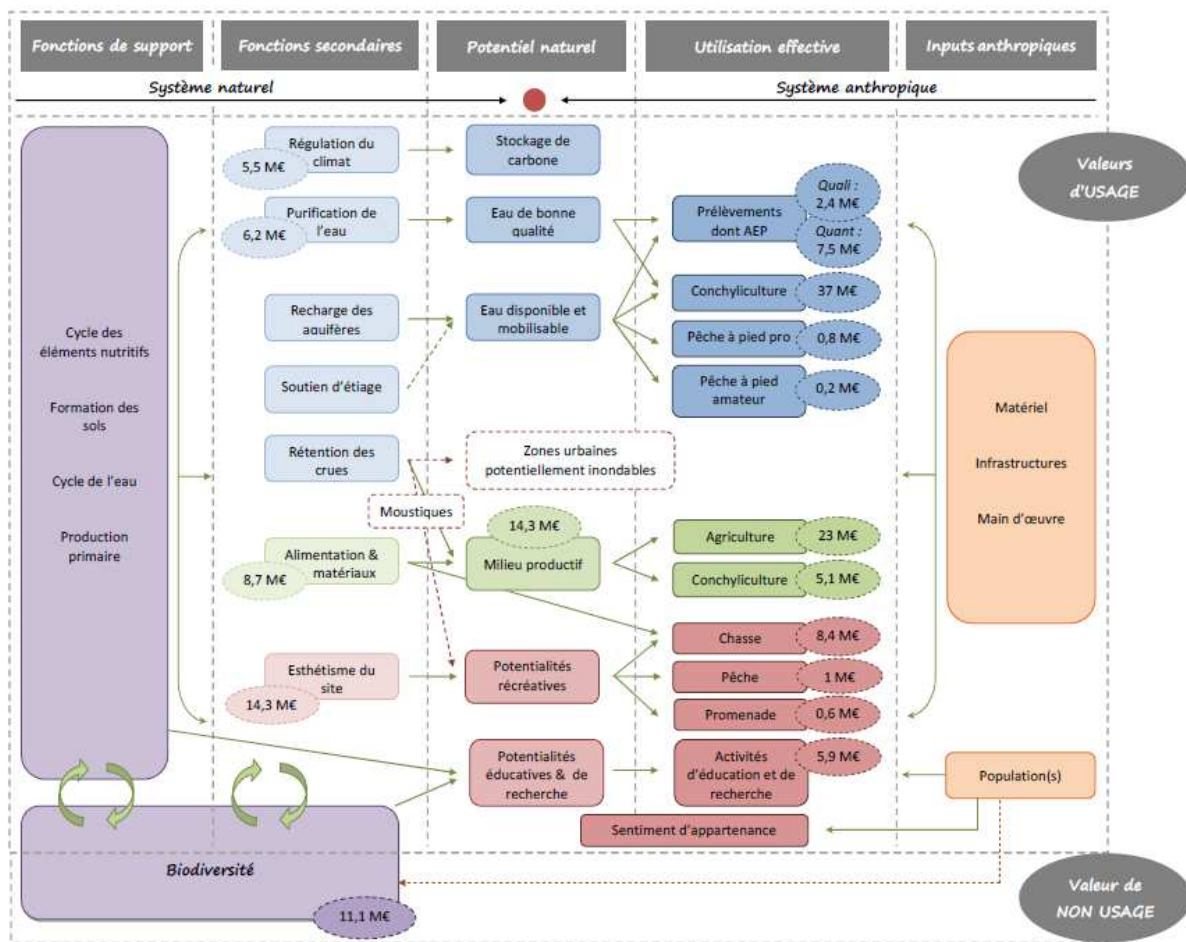 Fonctions de support
Fonctions secondaires
Potentiel naturel
Utilisation effective
Inputs anthropiques
Système naturel
Système anthropique
Cycle des
éléments nutritifs
Formation des
sols
Cycle de l'eau
Production
primaire
Régulation du
climat
5,5 M€
Purification de
l'eau
6,2 M€
Recharge des
aquifères
Soutien d'étiage
Rétention des
crues
Moustiques
Alimentation &
matériaux
8,7 M€
Esthétisme du
site
14,3 M€
Stockage de
carbone
Eau de bonne
qualité
Eau disponible et
mobilisable
Zones urbaines
potentiellement inondables
14,3 M€
Milieu productif
Potentialités
récréatives
Potentialités
éducatives & de
recherche
Prélèvements
dont AEP
Quali :
2,4 M€
Quant :
7,5 M€
Conchyliculture
37 M€
Pêche à pied pro
0,8 M€
Pêche à pied
amateur
0,2 M€
Agriculture
23 M€
Conchyliculture
5,1 M€
Chasse
8,4 M€
Pêche
1 M€
Promenade
0,6 M€
Activités
d'éducation et de
recherche
5,9 M€
Sentiment d'appartenance
Valeurs
d'USAGE
Matériel
Infrastructures
Main d'œuvre
Population(s)
Biodiversité
11,1 M€
Valeur de
NON USAGE